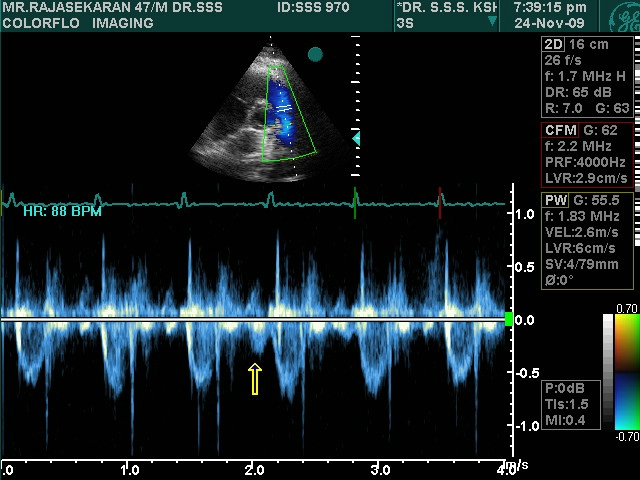 MR.RAJASEKARAN 47/M DR.SSS ID:SSS 970 *DR. S.S.S. KSH 7:39:15 pm
COLORFLO IMAGING 3S 24-Nov-09
2D 16 cm
26 f/s
f: 1.7 MHz H
DR: 65 dB
R: 7.0 G: 63
CFM G: 62
f: 2.2 MHz
PRF:4000Hz
LVR:2.9cm/s
PW G: 55.5
f: 1.83 MHz
VEL:2.6m/s
LVR:6cm/s
SV:4/79mm
Ø:0°
HR: 88 BPM
1.0
0.5
0.0
-0.5
-1.0
0.70
-0.70
P:0dB
TIs:1.5
MI:0.4
.0 1.0 2.0 3.0 4.0
m/s